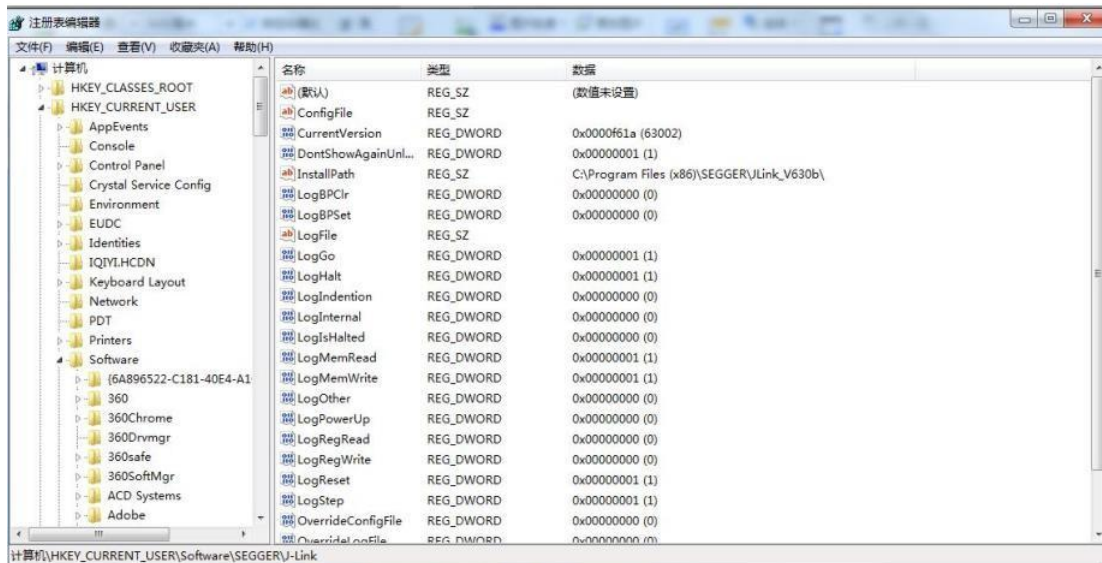 注册表编辑器
文件(F) 编辑(E) 查看(V) 收藏夹(A) 帮助(H)
计算机
HKEY_CLASSES_ROOT
HKEY_CURRENT_USER
AppEvents
Console
Control Panel
Crystal Service Config
Environment
EUDC
Identities
IQIYI.HCDN
Keyboard Layout
Network
PDT
Printers
Software
{6A896522-C181-40E4-A1
360
360Chrome
360Drvmgr
360safe
360SoftMgr
ACD Systems
Adobe
名称 类型 数据
(默认) REG_SZ (数值未设置)
ConfigFile REG_SZ
CurrentVersion REG_DWORD 0x0000f61a (63002)
DontShowAgainUnl... REG_DWORD 0x00000001 (1)
InstallPath REG_SZ C:\Program Files (x86)\SEGGER\JLink_V630b\
LogBPClr REG_DWORD 0x00000000 (0)
LogBPSet REG_DWORD 0x00000000 (0)
LogFile REG_SZ
LogGo REG_DWORD 0x00000001 (1)
LogHalt REG_DWORD 0x00000001 (1)
LogIndention REG_DWORD 0x00000000 (0)
LogInternal REG_DWORD 0x00000000 (0)
LogIsHalted REG_DWORD 0x00000000 (0)
LogMemRead REG_DWORD 0x00000001 (1)
LogMemWrite REG_DWORD 0x00000001 (1)
LogOther REG_DWORD 0x00000000 (0)
LogPowerUp REG_DWORD 0x00000000 (0)
LogRegRead REG_DWORD 0x00000000 (0)
LogRegWrite REG_DWORD 0x00000000 (0)
LogReset REG_DWORD 0x00000001 (1)
LogStep REG_DWORD 0x00000001 (1)
OverrideConfigFile REG_DWORD 0x00000000 (0)
OverrideLogFile REG_DWORD 0x00000000 (0)
计算机\HKEY_CURRENT_USER\Software\SEGGER\J-Link